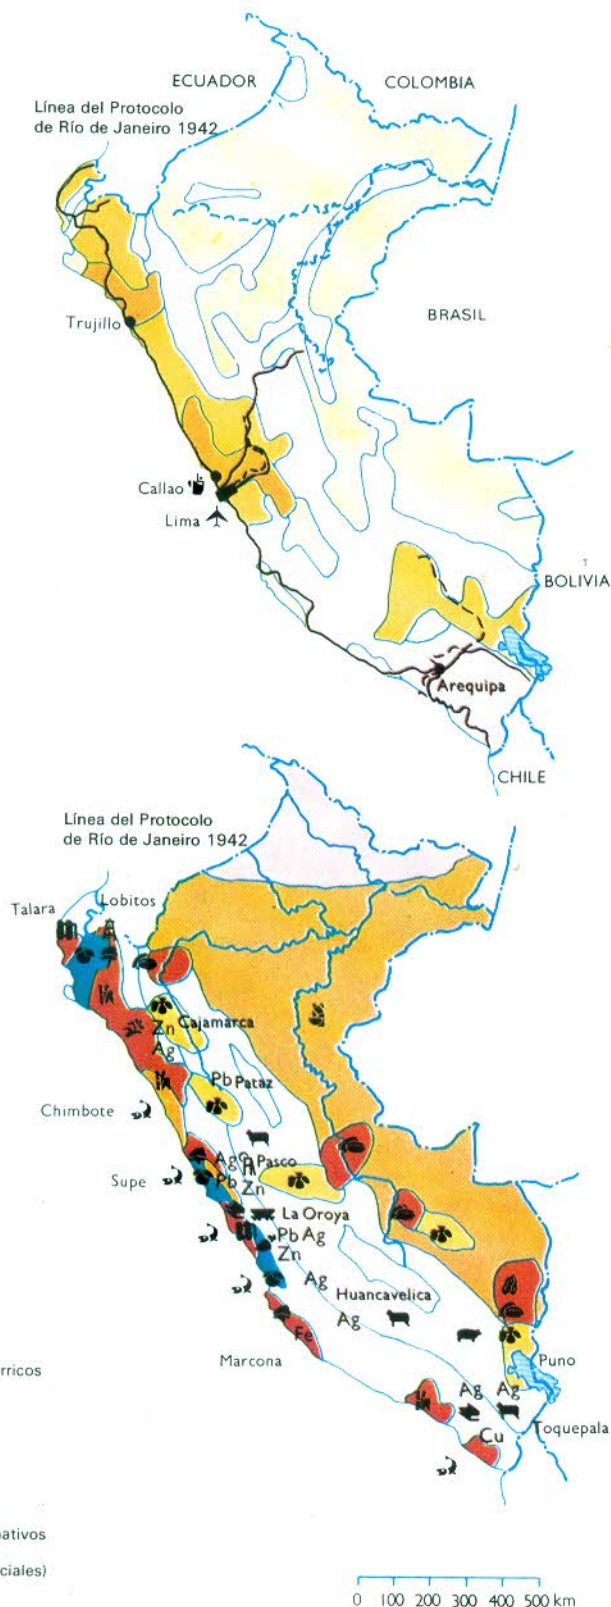 ECUADOR
COLOMBIA
Línea del Protocolo
de Río de Janeiro 1942
BRASIL
Trujillo
Callao
Lima
BOLIVIA
Arequipa
CHILE
Línea del Protocolo
de Río de Janeiro 1942
Talara
Lobitos
Zn
Cajamarca
Ag
Pb
Pataz
Chimbote
Ag
Pasco
Supe
Pb
Zn
La Oroya
Pb Ag
Zn
Ag
Huancavelica
Ag
Fe
Marcona
rricos
Puno
Ag
Ag
Toquepala
Cu
nativos
ciales)
0 100 200 300 400 500 km